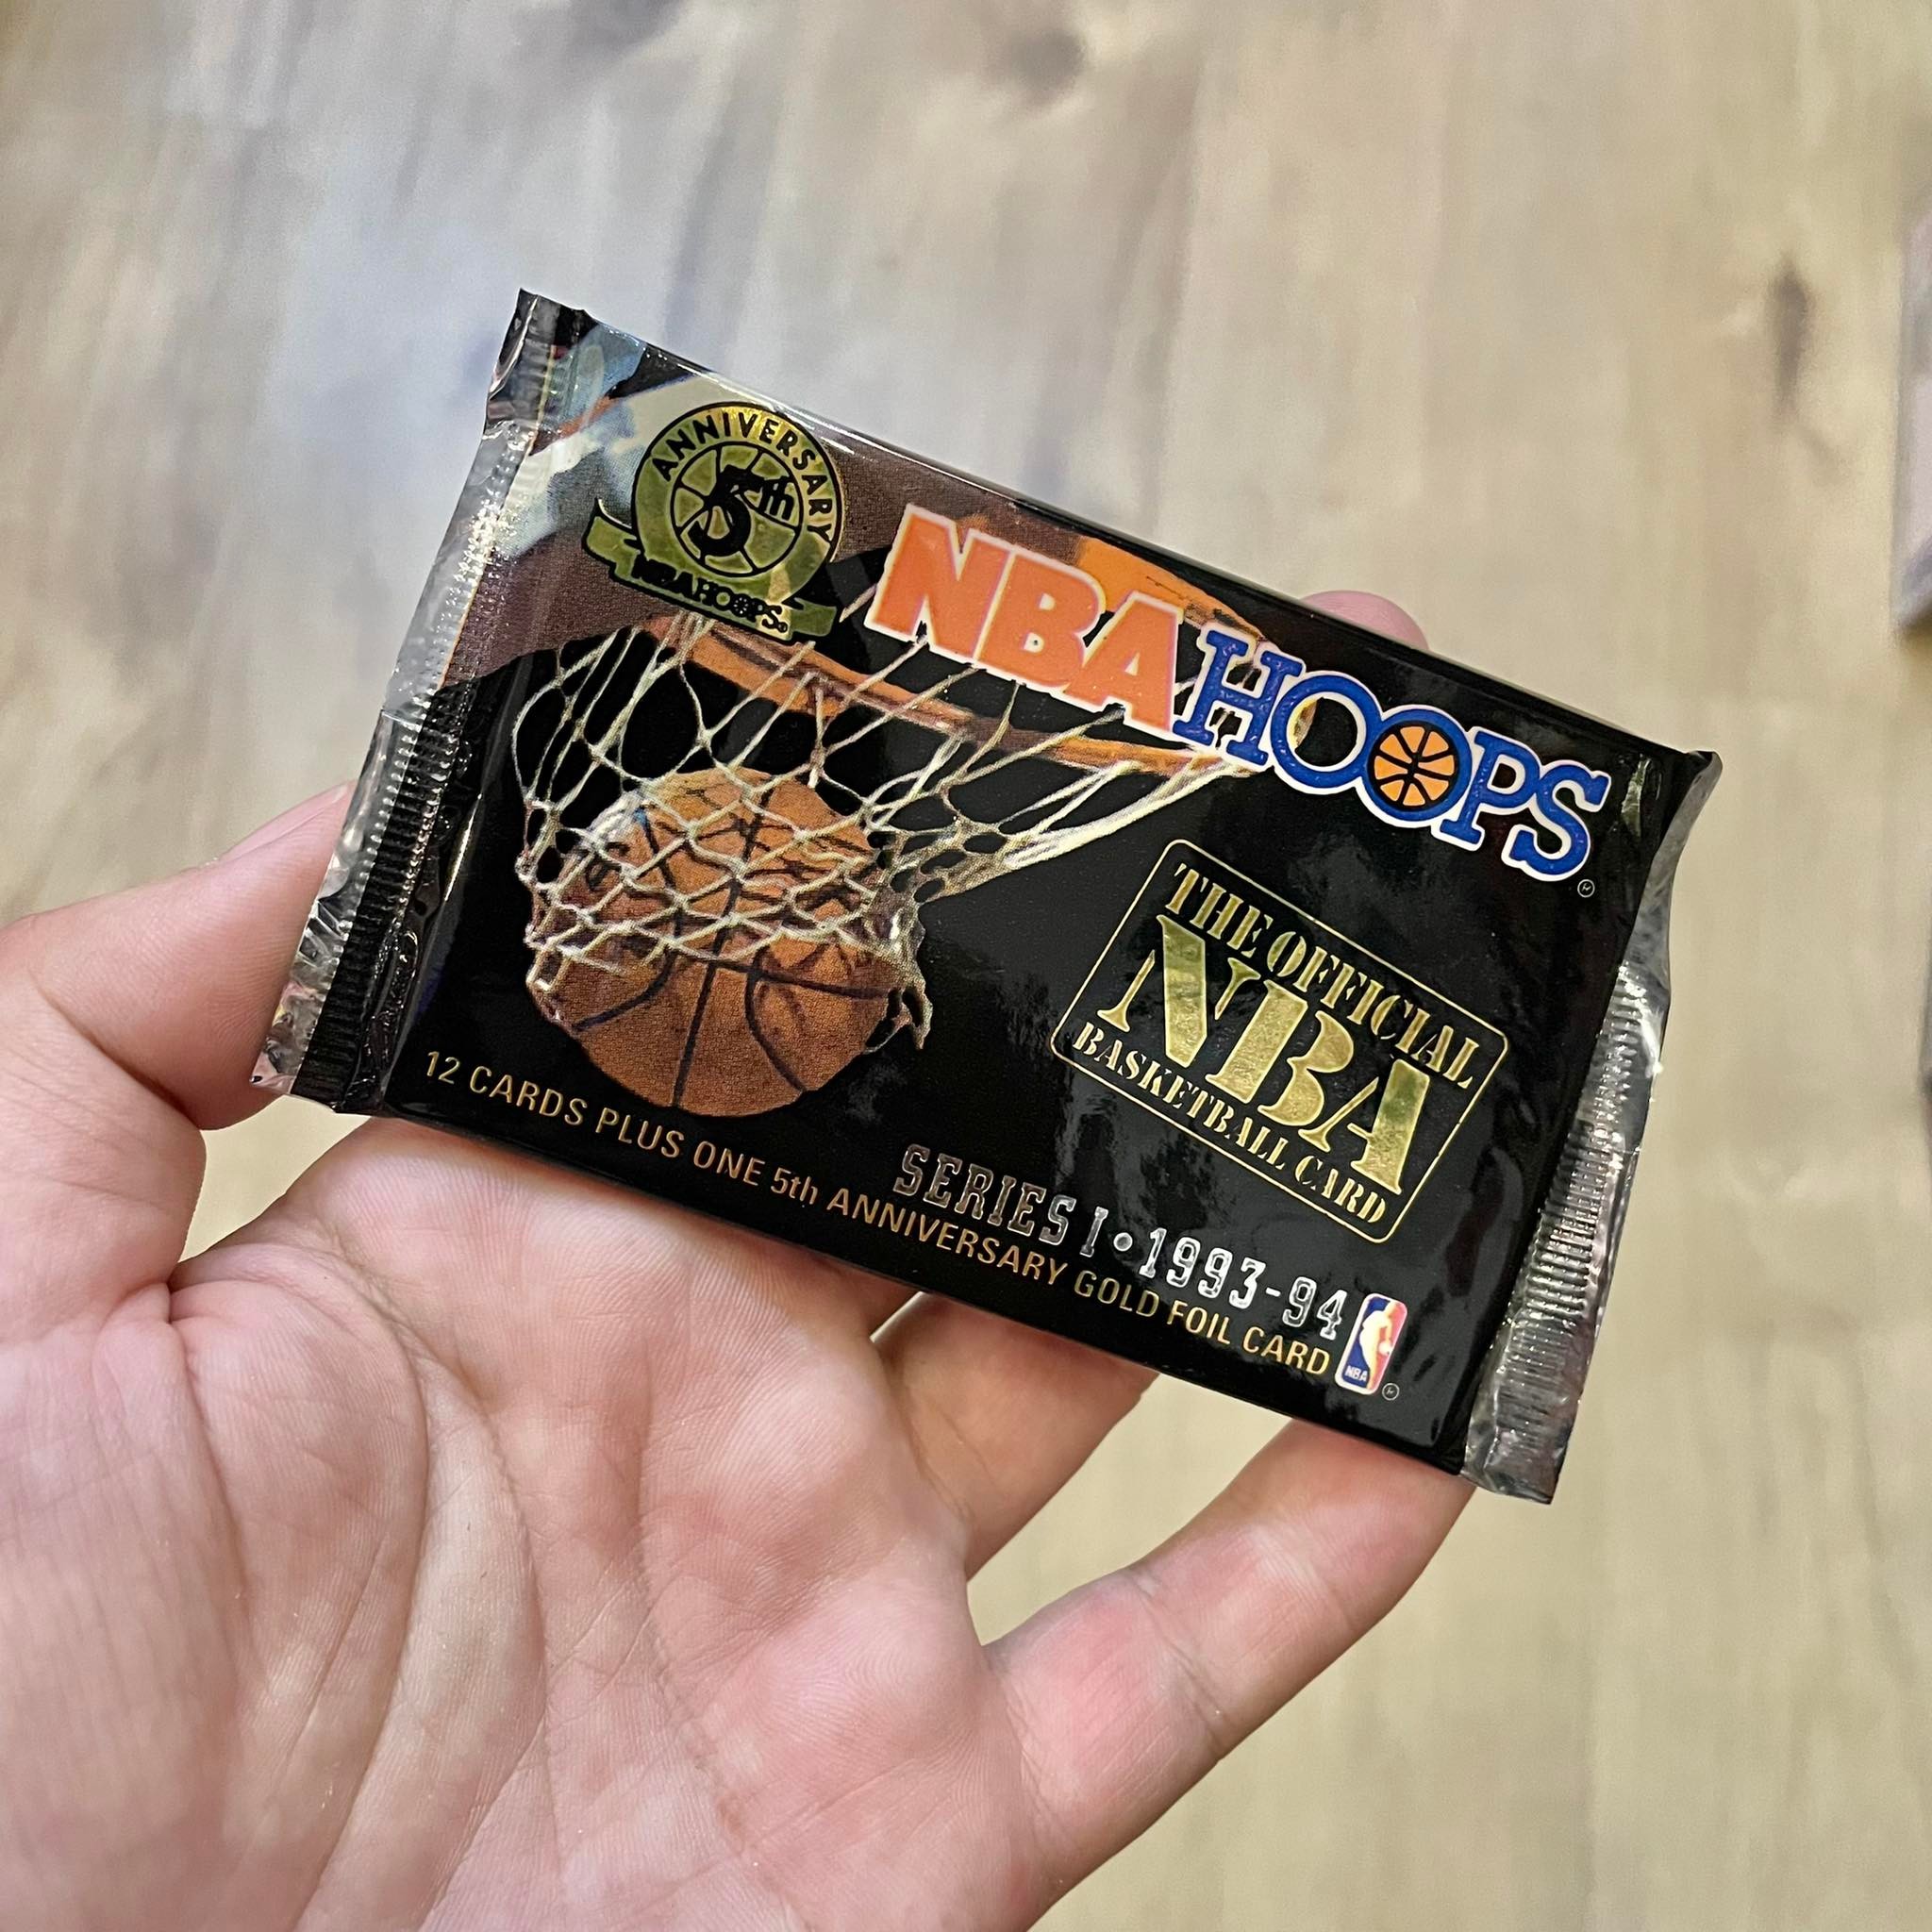 ANNIVERSARY
5th
NBA HOOPS®
NBA HOOPS®
THE OFFICIAL
NBA
BASKETBALL CARD
SERIES I • 1993-94
12 CARDS PLUS ONE 5th ANNIVERSARY GOLD FOIL CARD
NBA ®